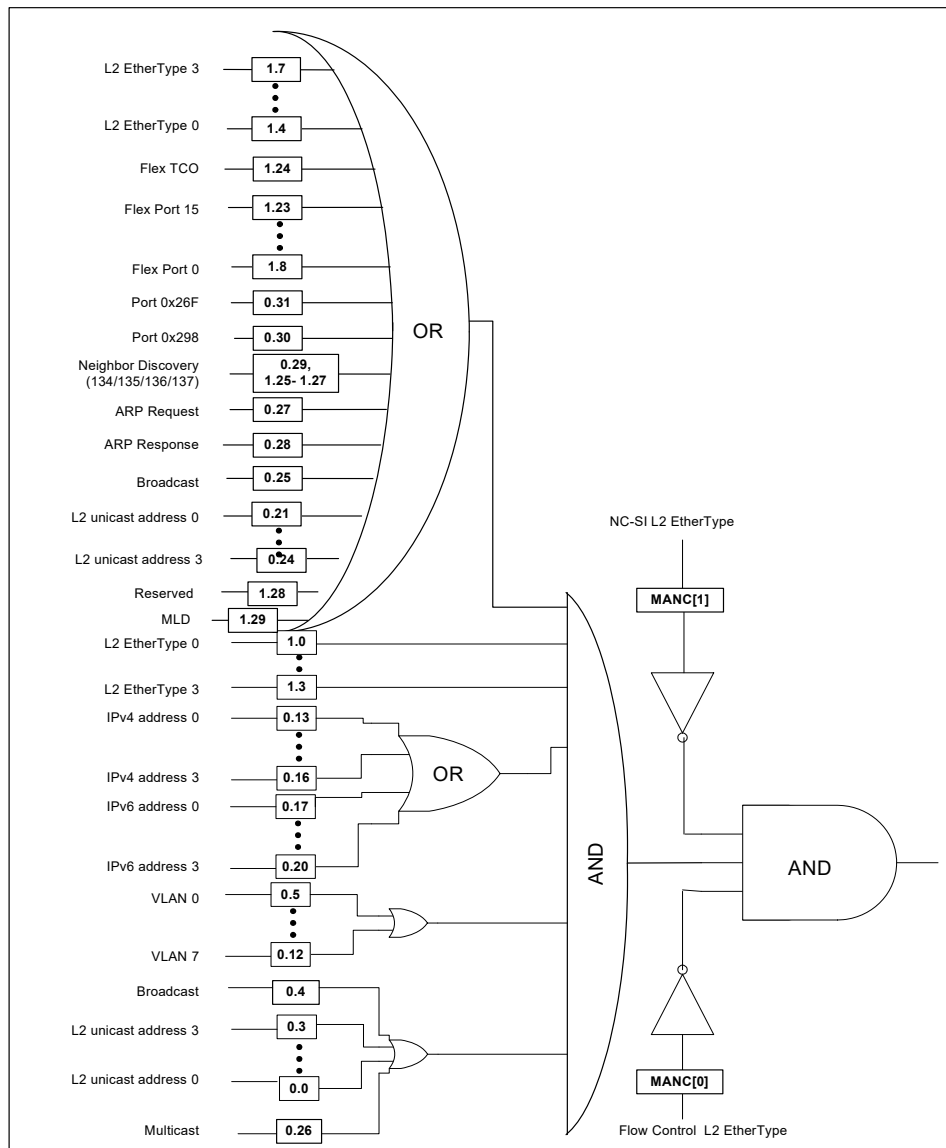 L2 EtherType 3 1.7
L2 EtherType 0 1.4
Flex TCO 1.24
Flex Port 15 1.23
Flex Port 0 1.8
Port 0x26F 0.31
Port 0x298 0.30
Neighbor Discovery 0.29,
(134/135/136/137) 1.25- 1.27
ARP Request 0.27
ARP Response 0.28
Broadcast 0.25
L2 unicast address 0 0.21
L2 unicast address 3 0.24
Reserved 1.28
MLD 1.29
OR
L2 EtherType 0 1.0
L2 EtherType 3 1.3
IPv4 address 0 0.13
IPv4 address 3 0.16
IPv6 address 0 0.17
IPv6 address 3 0.20
OR
VLAN 0 0.5
VLAN 7 0.12
Broadcast 0.4
L2 unicast address 3 0.3
L2 unicast address 0 0.0
Multicast 0.26
AND
NC-SI L2 EtherType
MANC[1]
AND
MANC[0]
Flow Control L2 EtherType